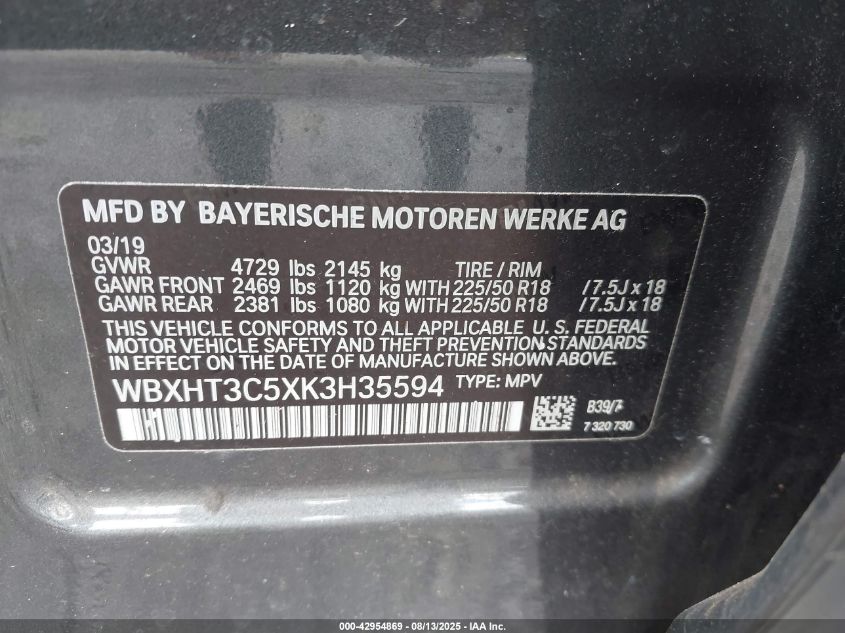 MFD BY BAYERISCHE MOTOREN WERKE AG
03/19
GVWR 4729 lbs 2145 kg TIRE / RIM
GAWR FRONT 2469 lbs 1120 kg WITH 225/50 R18 /7.5J x 18
GAWR REAR 2381 lbs 1080 kg WITH 225/50 R18 /7.5J x 18
THIS VEHICLE CONFORMS TO ALL APPLICABLE U. S. FEDERAL
MOTOR VEHICLE SAFETY AND THEFT PREVENTION STANDARDS
IN EFFECT ON THE DATE OF MANUFACTURE SHOWN ABOVE.
WBXHT3C5XK3H35594 TYPE: MPV
B39/7
7 320 730
000-42954869 - 08/13/2025 - IAA Inc.